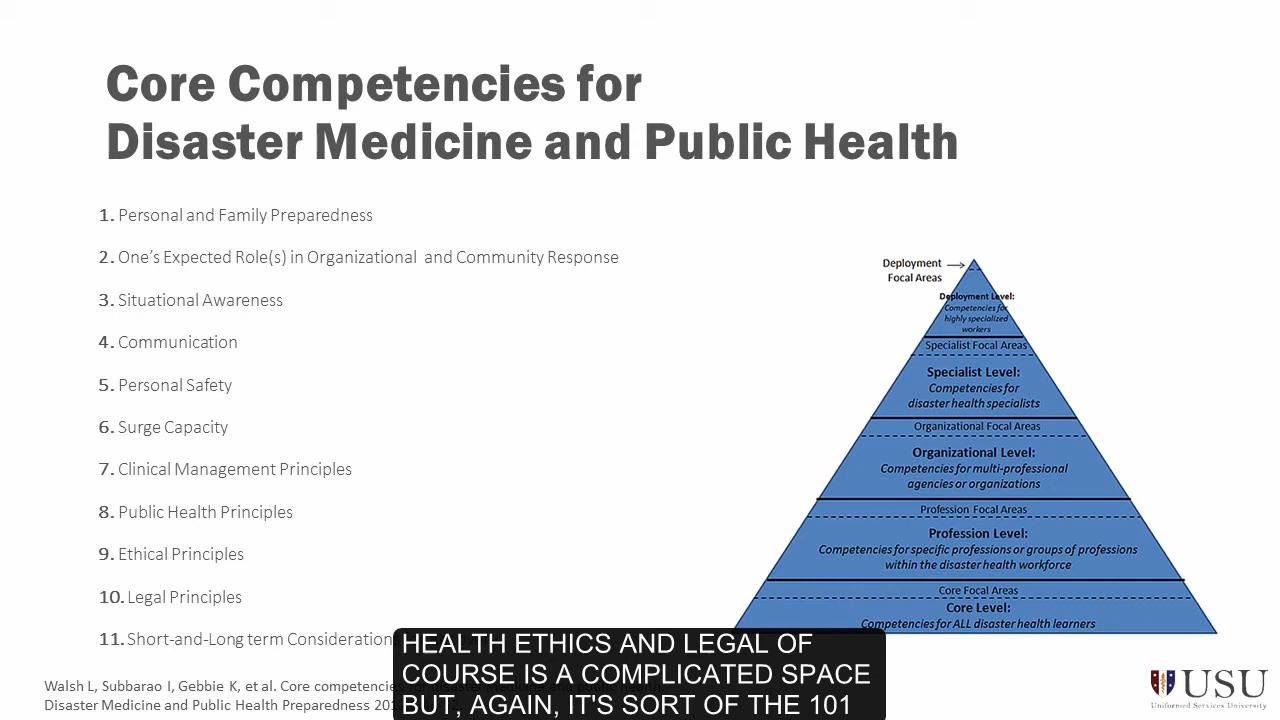 Core Competencies for
Disaster Medicine and Public Health
1. Personal and Family Preparedness
2. One's Expected Role(s) in Organizational and Community Response
3. Situational Awareness
4. Communication
5. Personal Safety
6. Surge Capacity
7. Clinical Management Principles
8. Public Health Principles
9. Ethical Principles
10. Legal Principles
11. Short-and-Long term Consideration
Deployment
Focal Areas
Deployment Level:
Competencies for
highly specialized
workers
Specialist Focal Areas
Specialist Level:
Competencies for
disaster health specialists
Organizational Focal Areas
Organizational Level:
Competencies for multi-professional
agencies or organizations
Profession Focal Areas
Profession Level:
Competencies for specific professions or groups of professions
within the disaster health workforce
Core Focal Areas
Core Level:
Competencies for ALL disaster health learners
HEALTH ETHICS AND LEGAL OF
COURSE IS A COMPLICATED SPACE
BUT, AGAIN, IT'S SORT OF THE 101
Walsh L, Subbarao I, Gebbie K, et al. Core competencies for disaster medicine and public health.
Disaster Medicine and Public Health Preparedness
USU
Uniformed Services University